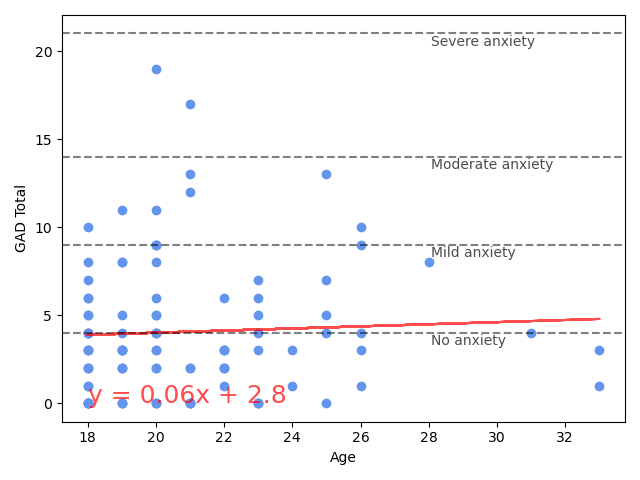 20
15
10
5
0
GAD Total
Severe anxiety
Moderate anxiety
Mild anxiety
No anxiety
y = 0.06x + 2.8
18 20 22 24 26 28 30 32
Age